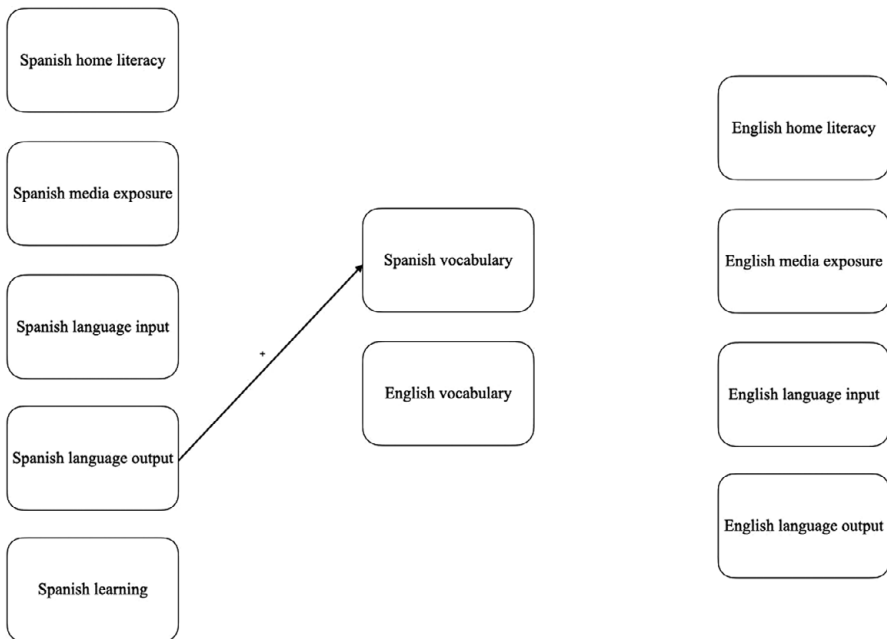 Spanish home literacy
Spanish media exposure
Spanish language input
Spanish language output
Spanish learning
+
Spanish vocabulary
English vocabulary
English home literacy
English media exposure
English language input
English language output